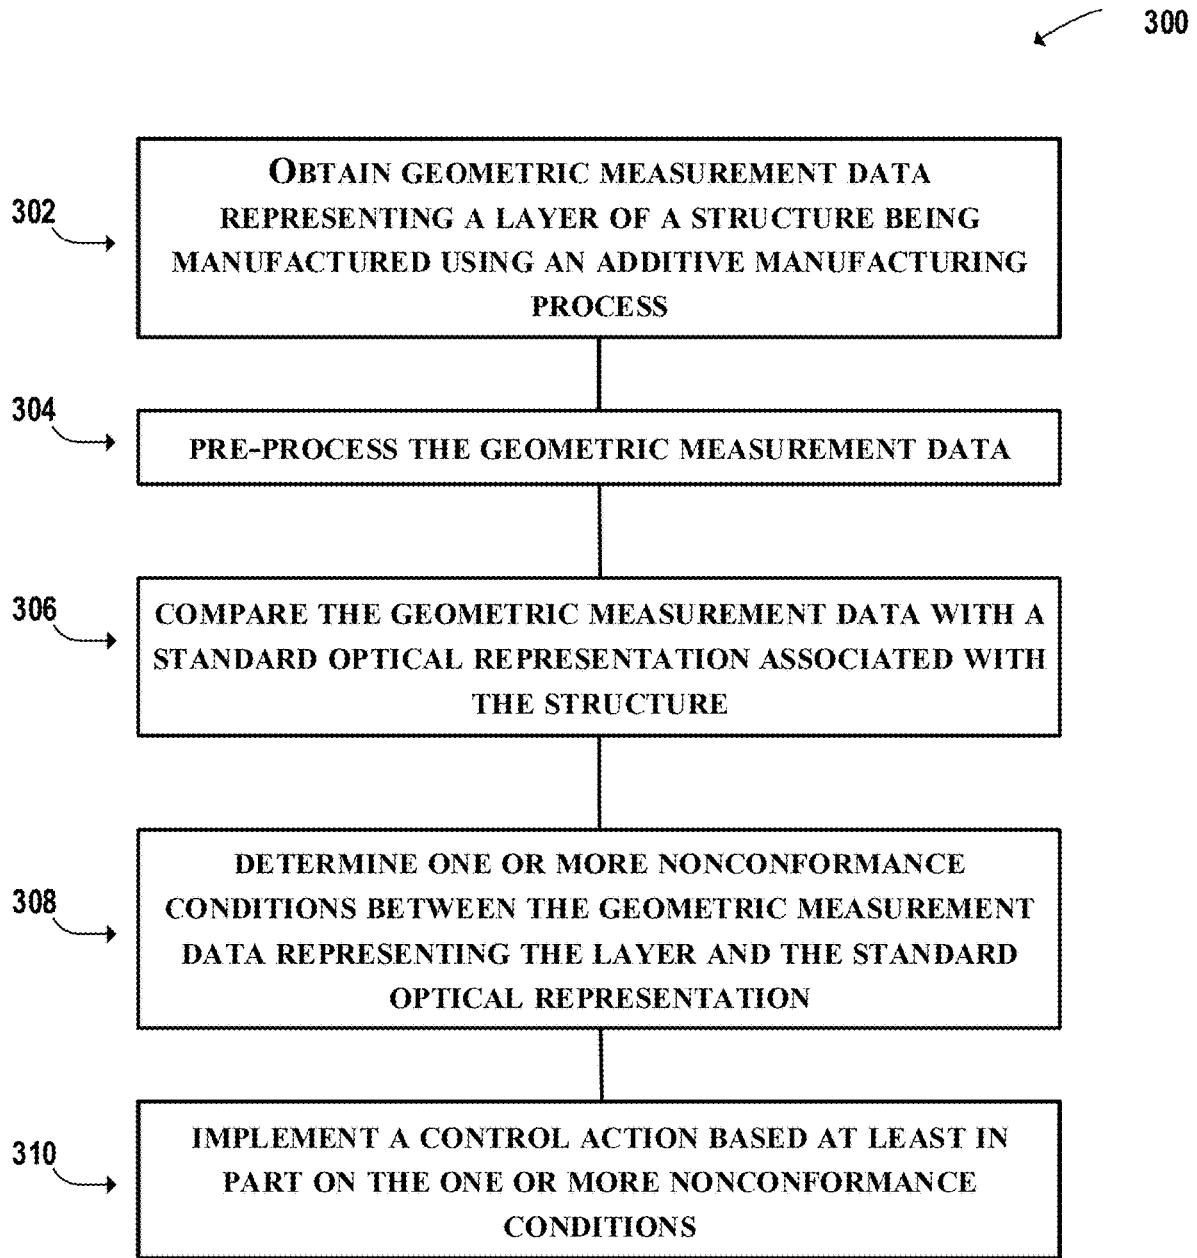 300
302
OBTAIN GEOMETRIC MEASUREMENT DATA
REPRESENTING A LAYER OF A STRUCTURE BEING
MANUFACTURED USING AN ADDITIVE MANUFACTURING
PROCESS
304
PRE-PROCESS THE GEOMETRIC MEASUREMENT DATA
306
COMPARE THE GEOMETRIC MEASUREMENT DATA WITH A
STANDARD OPTICAL REPRESENTATION ASSOCIATED WITH
THE STRUCTURE
308
DETERMINE ONE OR MORE NONCONFORMANCE
CONDITIONS BETWEEN THE GEOMETRIC MEASUREMENT
DATA REPRESENTING THE LAYER AND THE STANDARD
OPTICAL REPRESENTATION
310
IMPLEMENT A CONTROL ACTION BASED AT LEAST IN
PART ON THE ONE OR MORE NONCONFORMANCE
CONDITIONS